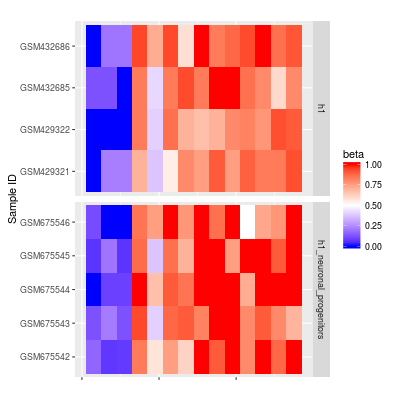 GSM432686
GSM432685
GSM429322
GSM429321
h1
GSM675546
GSM675545
GSM675544
GSM675543
GSM675542
h1_neuronal_progenitors
Sample ID
beta
1.00
0.75
0.50
0.25
0.00